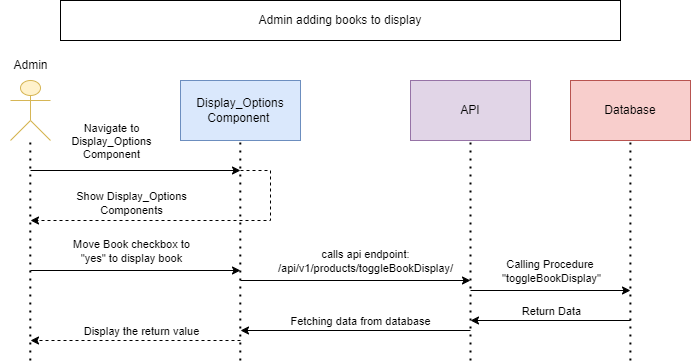 Admin adding books to display
Admin
Display_Options
Component
API
Database
Navigate to
Display_Options
Component
Show Display_Options
Components
Move Book checkbox to
"yes" to display book
calls api endpoint:
/api/v1/products/toggleBookDisplay/
Calling Procedure
"toggleBookDisplay"
Return Data
Fetching data from database
Display the return value